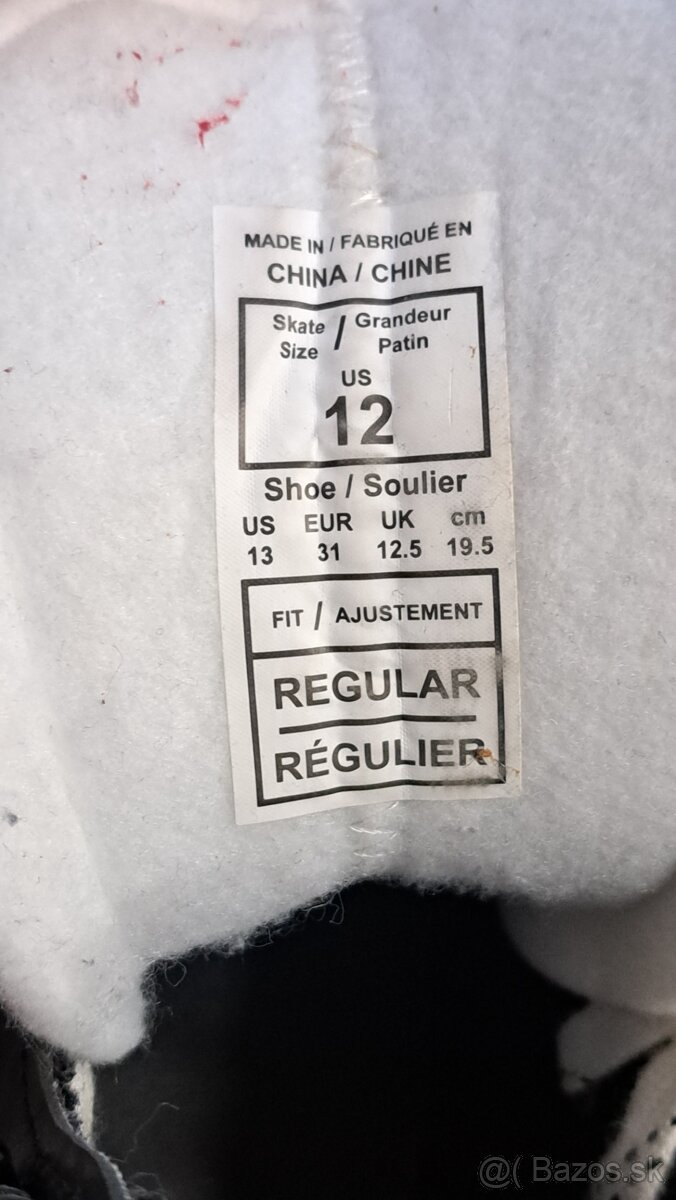 MADE IN / FABRIQUÉ EN
CHINA / CHINE
Skate Size / Grandeur Patin
US
12
Shoe / Soulier
US EUR UK cm
13 31 12.5 19.5
FIT / AJUSTEMENT
REGULAR
RÉGULIER
@( Bazos.sk